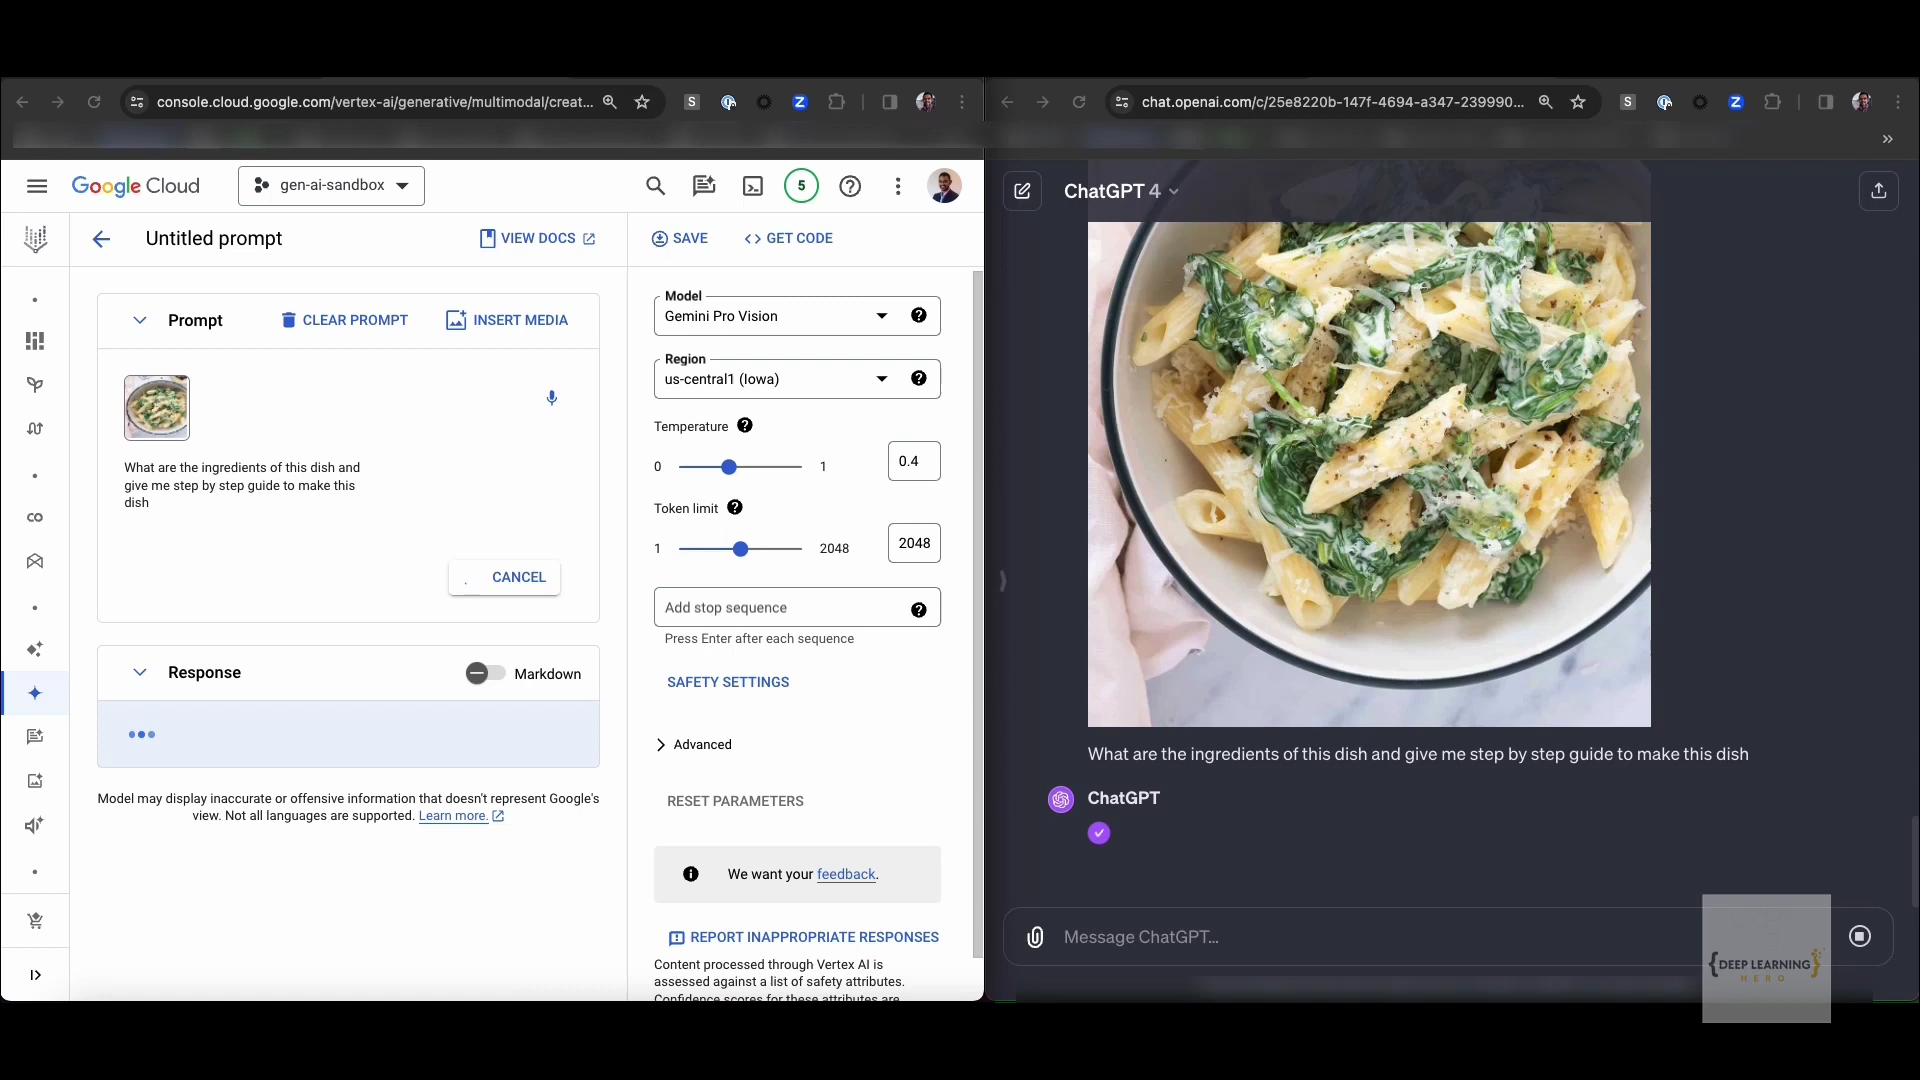 console.cloud.google.com/vertex-ai/generative/multimodal/creat...
S
Z
Google Cloud
gen-ai-sandbox
5
Untitled prompt
VIEW DOCS
SAVE
GET CODE
Prompt
CLEAR PROMPT
INSERT MEDIA
What are the ingredients of this dish and
give me step by step guide to make this
dish
CANCEL
Response
Markdown
Model may display inaccurate or offensive information that doesn't represent Google's
view. Not all languages are supported. Learn more.
Model
Gemini Pro Vision
Region
us-central1 (Iowa)
Temperature
0
1
0.4
Token limit
1
2048
2048
Add stop sequence
Press Enter after each sequence
SAFETY SETTINGS
Advanced
RESET PARAMETERS
We want your feedback.
REPORT INAPPROPRIATE RESPONSES
Content processed through Vertex AI is
assessed against a list of safety attributes.
Confidence scores for these attributes are
chat.openai.com/c/25e8220b-147f-4694-a347-239990...
S
Z
ChatGPT 4
What are the ingredients of this dish and give me step by step guide to make this dish
ChatGPT
Message ChatGPT...
{DEEP LEARNING}
HERO